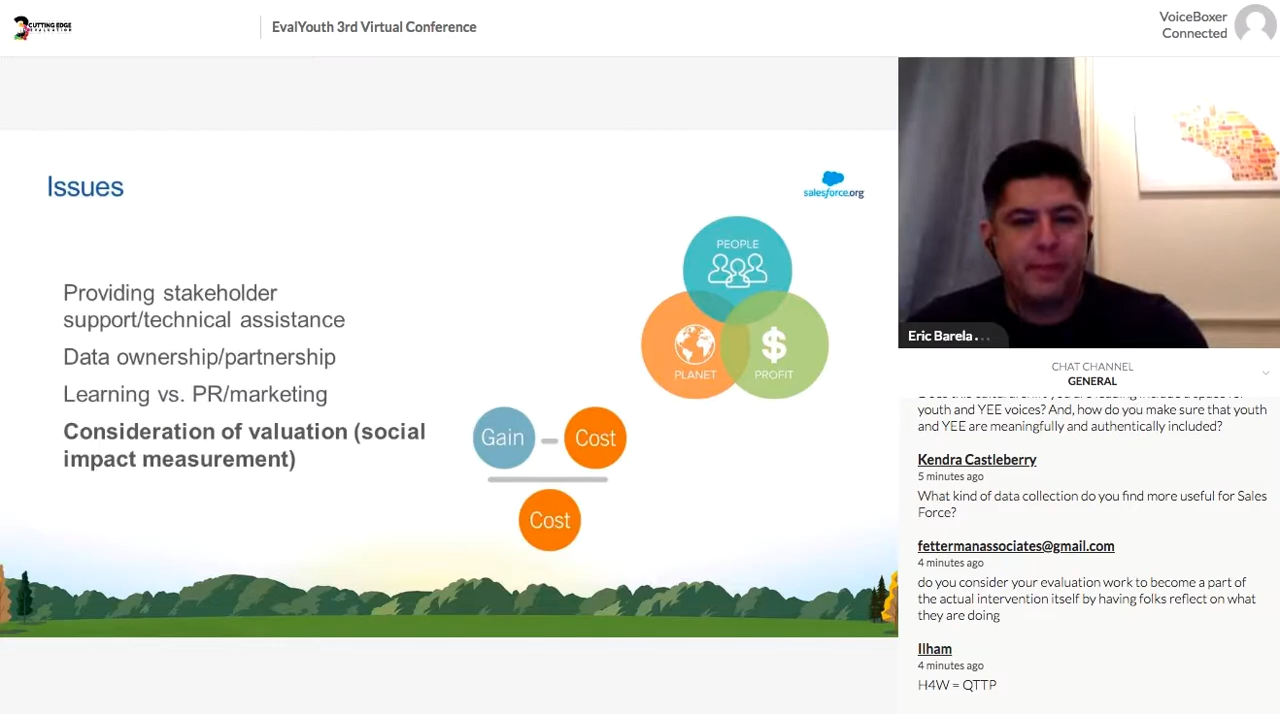 CUTTING EDGE
EvalYouth 3rd Virtual Conference
VoiceBoxer
Connected
Issues
salesforce.org
Providing stakeholder
support/technical assistance
Data ownership/partnership
Learning vs. PR/marketing
Consideration of valuation (social
impact measurement)
PEOPLE
PLANET
$
PROFIT
Gain
–
Cost
Cost
Eric Barela . . .
CHAT CHANNEL
GENERAL
youth and YEE voices? And, how do you make sure that youth
and YEE are meaningfully and authentically included?
Kendra Castleberry
5 minutes ago
What kind of data collection do you find more useful for Sales
Force?
fettermanassociates@gmail.com
4 minutes ago
do you consider your evaluation work to become a part of
the actual intervention itself by having folks reflect on what
they are doing
Ilham
4 minutes ago
H4W = QTTP